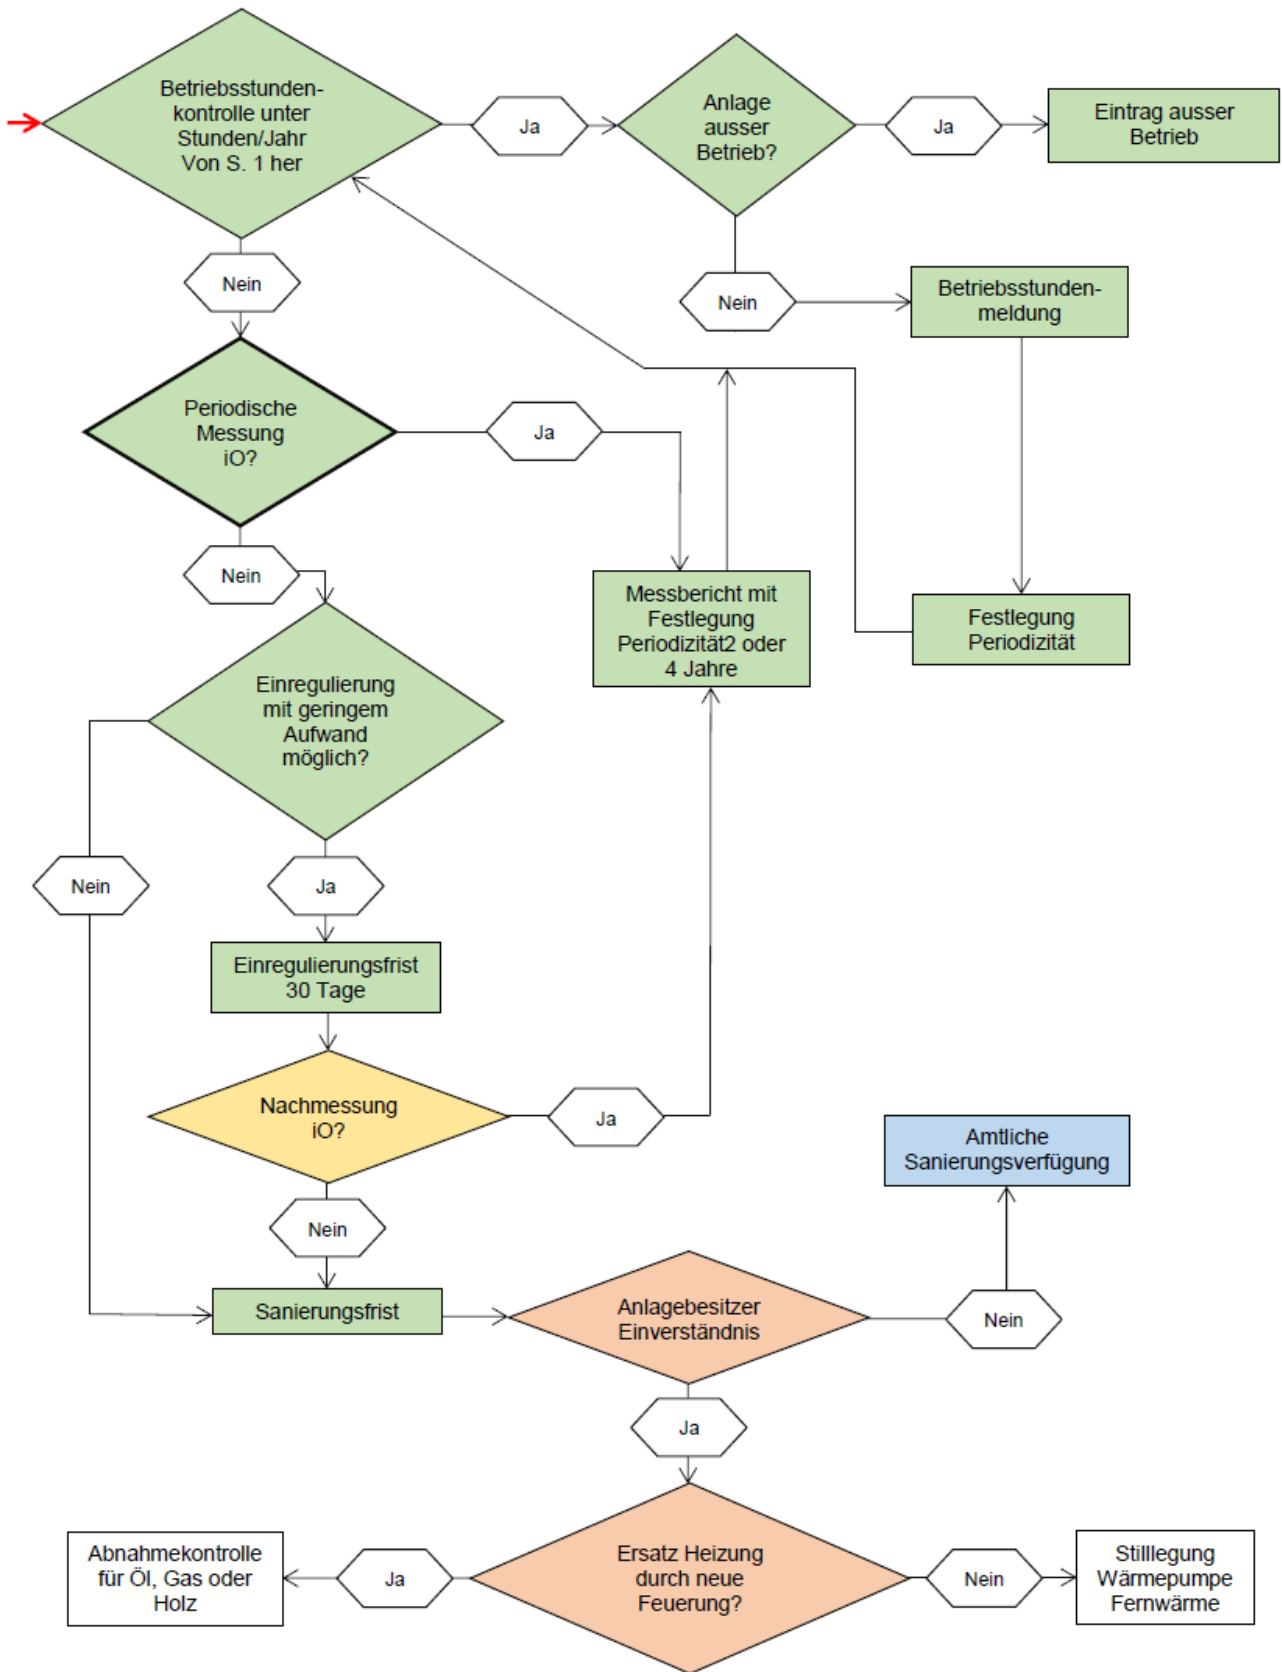 Betriebsstunden-
kontrolle unter
Stunden/Jahr
Von S. 1 her
Ja
Anlage
ausser
Betrieb?
Ja
Eintrag ausser
Betrieb
Nein
Nein
Betriebsstunden-
meldung
Periodische
Messung
iO?
Ja
Nein
Messbericht mit
Festlegung
Periodizität2 oder
4 Jahre
Festlegung
Periodizität
Einregulierung
mit geringem
Aufwand
möglich?
Nein
Ja
Einregulierungsfrist
30 Tage
Nachmessung
iO?
Ja
Amtliche
Sanierungsverfügung
Nein
Sanierungsfrist
Anlagebesitzer
Einverständnis
Nein
Ja
Abnahmekontrolle
für Öl, Gas oder
Holz
Ja
Ersatz Heizung
durch neue
Feuerung?
Nein
Stilllegung
Wärmepumpe
Fernwärme